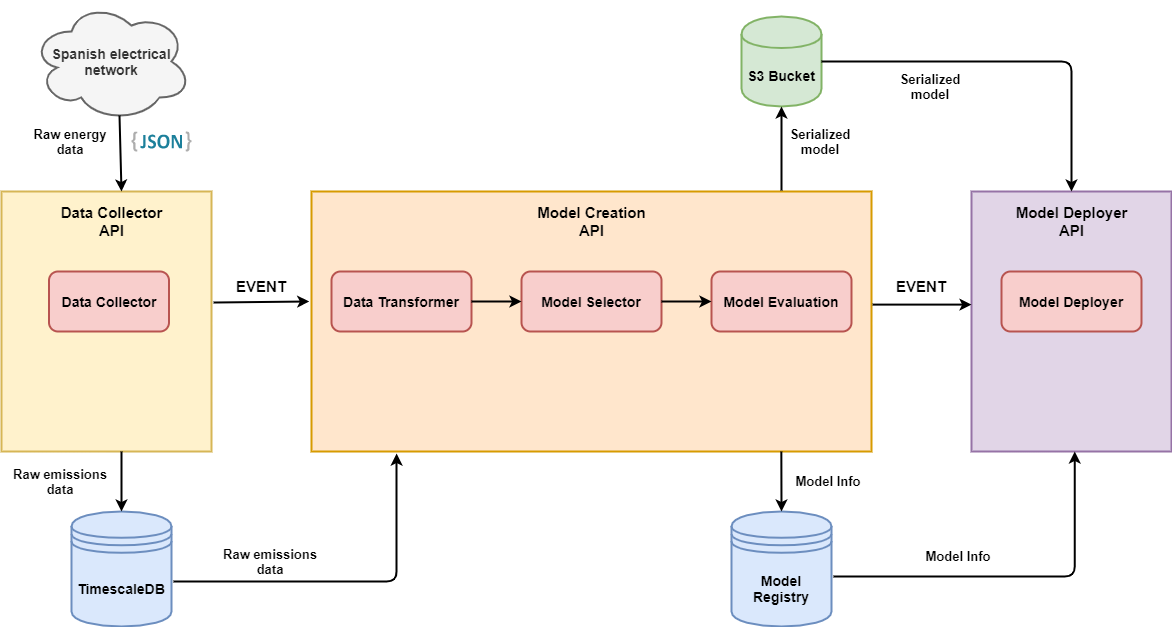 Spanish electrical
network
Raw energy
data
{JSON}
Data Collector
API
Data Collector
EVENT
Raw emissions
data
TimescaleDB
Raw emissions
data
Model Creation
API
Data Transformer
Model Selector
Model Evaluation
S3 Bucket
Serialized
model
Serialized
model
EVENT
Model Deployer
API
Model Deployer
Model Info
Model
Registry
Model Info